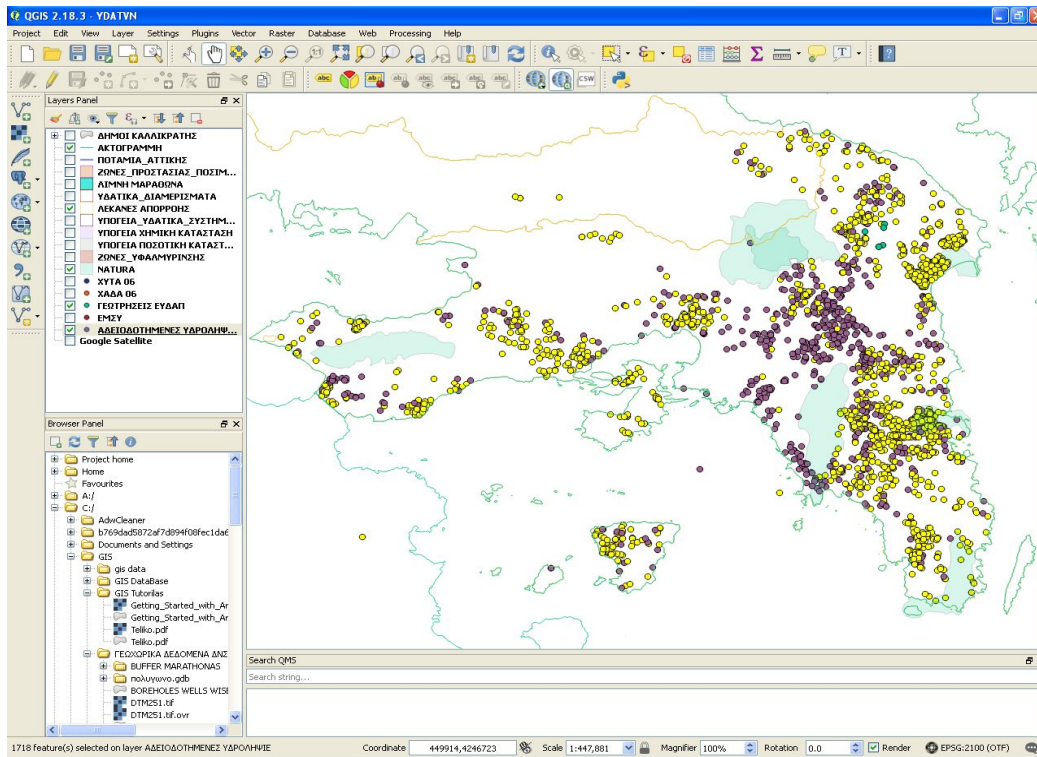 QGIS 2.18.3 - YDATVN
Project Edit View Layer Settings Plugins Vector Raster Database Web Processing Help
abc
CSW
Layers Panel
ΔΗΜΟΙ ΚΑΛΛΙΚΡΑΤΗΣ
ΑΚΤΟΓΡΑΜΜΗ
ΠΟΤΑΜΙΑ_ΑΤΤΙΚΗΣ
ΖΩΝΕΣ_ΠΡΟΣΤΑΣΙΑΣ_ΠΟΣΙΜ...
ΛΙΜΝΗ ΜΑΡΑΘΩΝΑ
ΥΔΑΤΙΚΑ_ΔΙΑΜΕΡΙΣΜΑΤΑ
ΛΕΚΑΝΕΣ ΑΠΟΡΡΟΗΣ
ΥΠΟΓΕΙΑ_ΥΔΑΤΙΚΑ_ΣΥΣΤΗΜ...
ΥΠΟΓΕΙΑ ΧΗΜΙΚΗ ΚΑΤΑΣΤΑΣΗ
ΥΠΟΓΕΙΑ ΠΟΣΟΤΙΚΗ ΚΑΤΑΣΤ...
ΖΩΝΕΣ_ΥΦΑΛΜΥΡΙΝΣΗΣ
NATURA
ΧΥΤΑ 06
ΧΑΔΑ 06
ΓΕΩΤΡΗΣΕΙΣ ΕΥΔΑΠ
ΕΜΣΥ
ΑΔΕΙΟΔΟΤΗΜΕΝΕΣ ΥΔΡΟΛΗΨ...
Google Satellite
Browser Panel
Project home
Home
Favourites
A:/
C:/
AdwCleaner
b769dad5872af7d894f08fec1da6
Documents and Settings
GIS
gis data
GIS DataBase
GIS Tutorilas
Getting_Started_with_Ar
Getting_Started_with_Ar
Teliko.pdf
Teliko.pdf
ΓΕΩΧΩΡΙΚΑ ΔΕΔΟΜΕΝΑ ΔΝΣ
BUFFER MARATHONAS
πολυγωνο.gdb
BOREHOLES WELLS WISE
DTM251.tif
DTM251.tif.ovr
Search QMS
Search string...
1718 feature(s) selected on layer ΑΔΕΙΟΔΟΤΗΜΕΝΕΣ ΥΔΡΟΛΗΨΙΕ
Coordinate 449914,4246723 Scale 1:447,881 Magnifier 100% Rotation 0.0 Render EPSG:2100 (OTF)